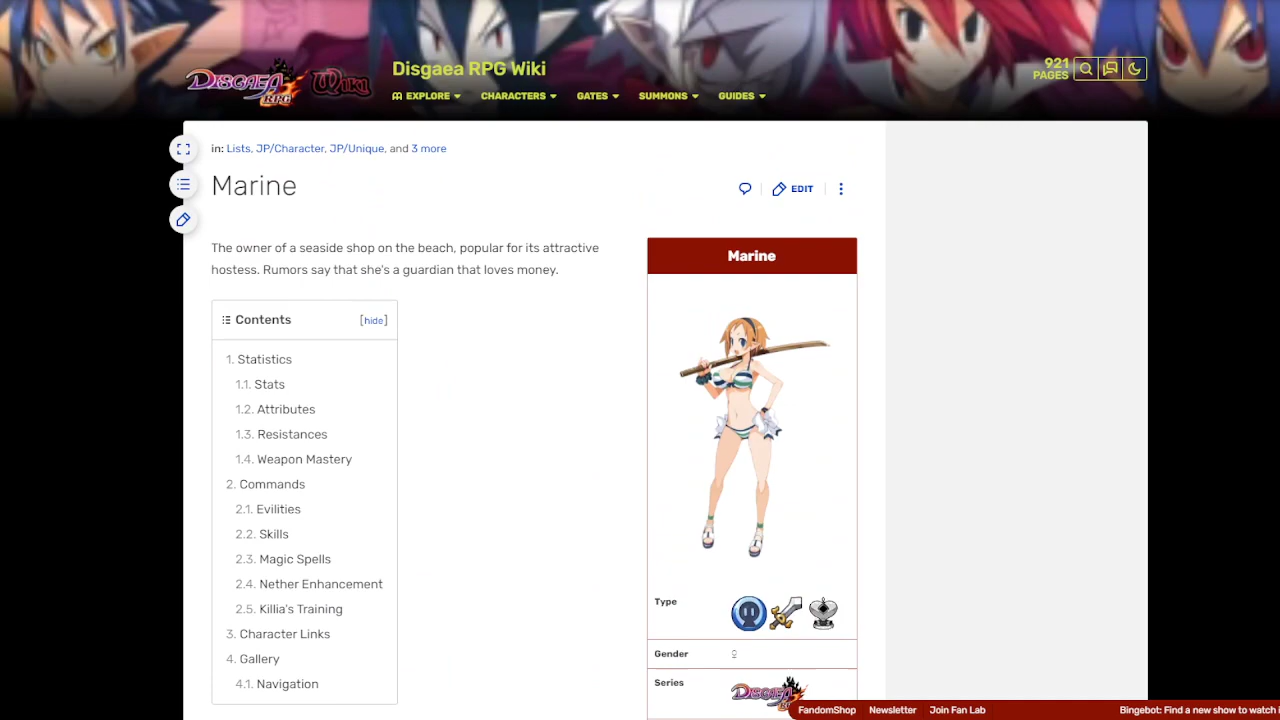 DISGAEA RPG Wiki
Disgaea RPG Wiki
921
PAGES
EXPLORE CHARACTERS GATES SUMMONS GUIDES
in: Lists, JP/Character, JP/Unique, and 3 more
Marine
EDIT
The owner of a seaside shop on the beach, popular for its attractive
hostess. Rumors say that she's a guardian that loves money.
Contents [hide]
1. Statistics
1.1. Stats
1.2. Attributes
1.3. Resistances
1.4. Weapon Mastery
2. Commands
2.1. Evilities
2.2. Skills
2.3. Magic Spells
2.4. Nether Enhancement
2.5. Killia's Training
3. Character Links
4. Gallery
4.1. Navigation
Marine
Type
Gender ♀
Series DISGAEA
FandomShop Newsletter Join Fan Lab Bingebot: Find a new show to watch